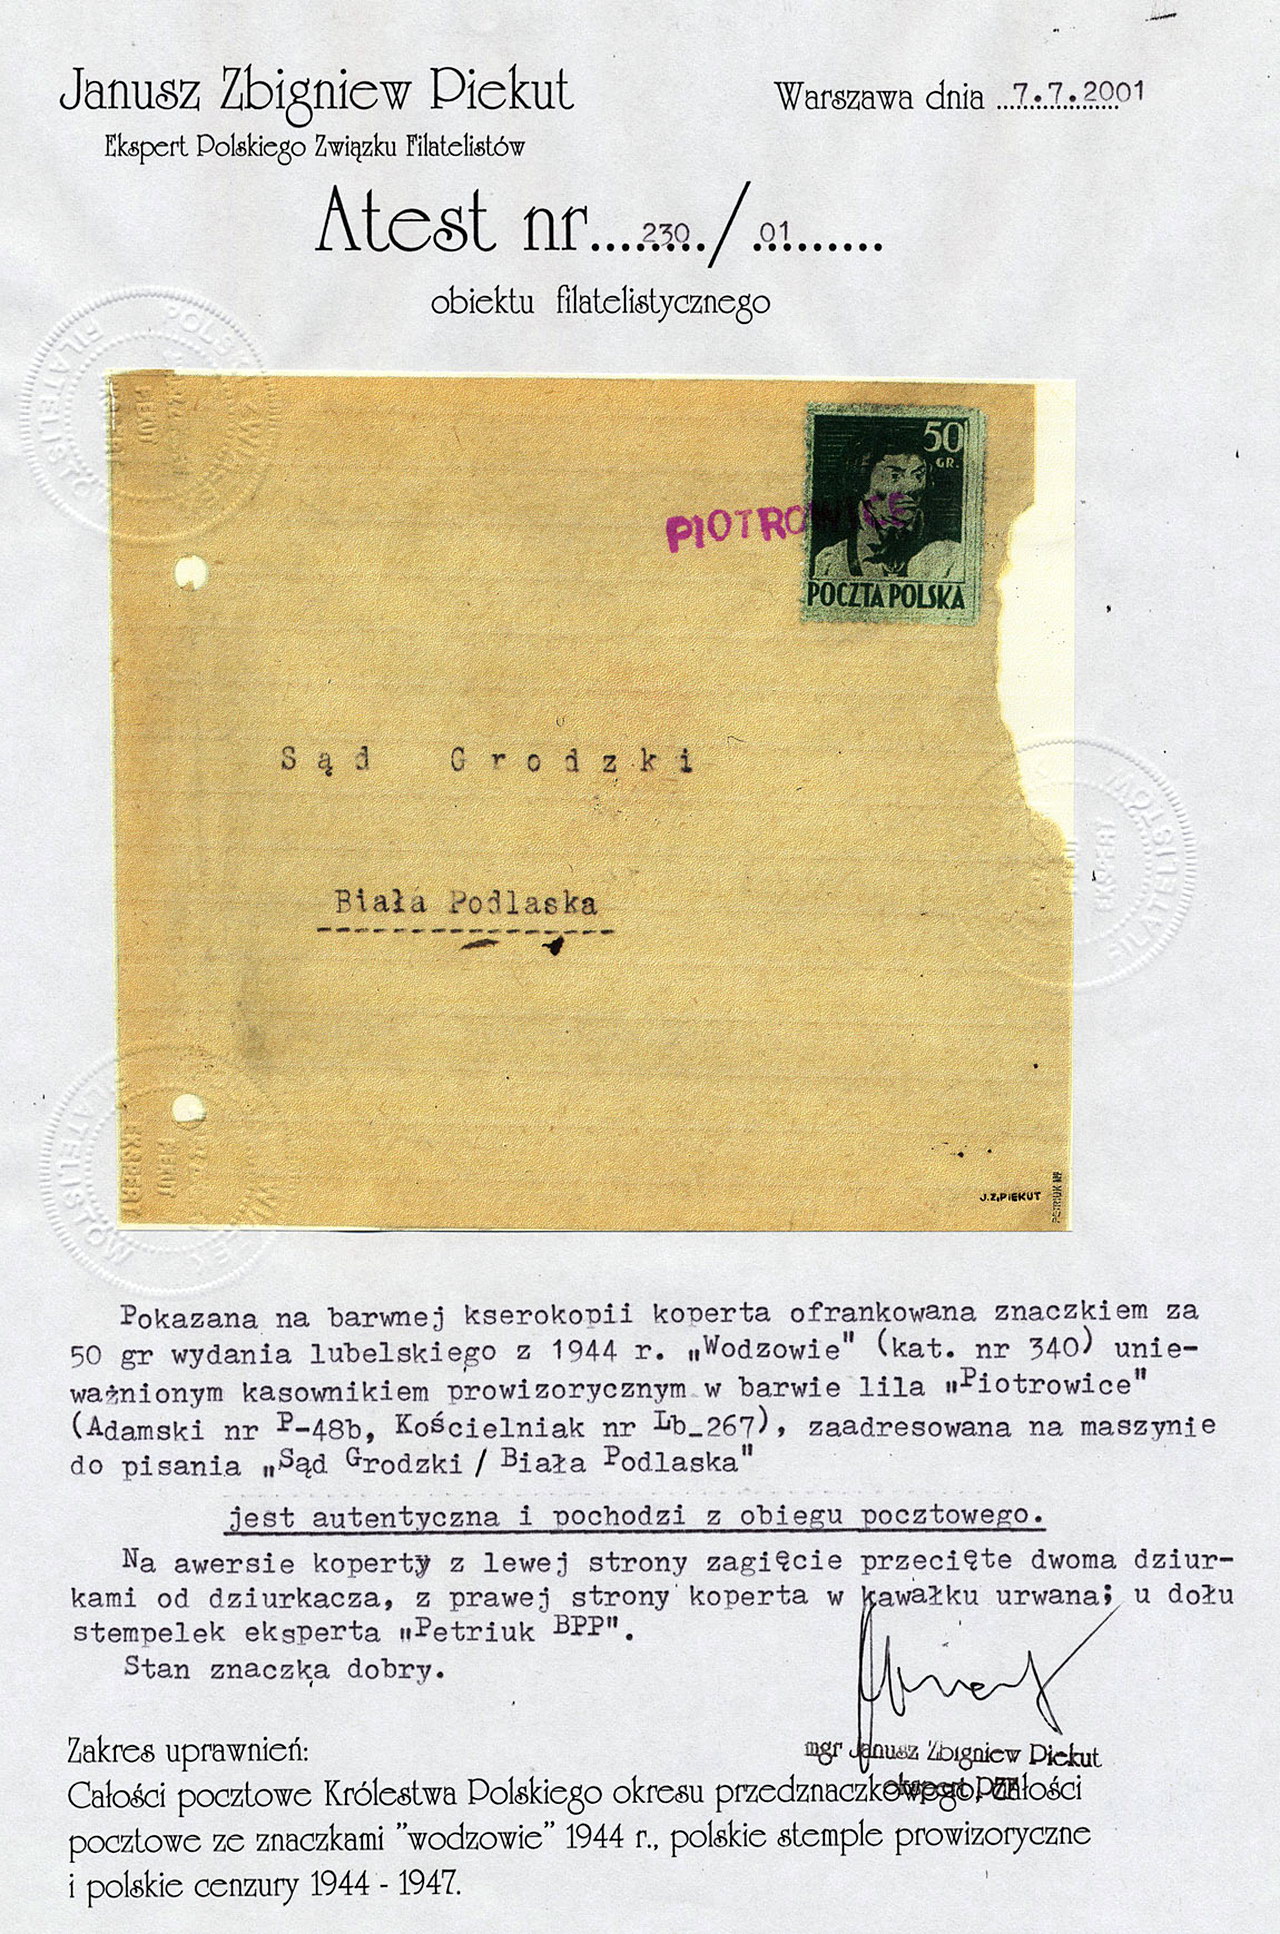 Janusz Zbigniew Piekut
Warszawa dnia ...7.7.2001
Ekspert Polskiego Związku Filatelistów
Atest nr....230../.01........
obiektu filatelistycznego
50
GR.
PIOTROWICE
POCZTA POLSKA
Sąd Grodzki
Biała Podlaska
J.Z.PIEKUT
Pokazana na barwnej kserokopii koperta ofrankowana znaczkiem za
50 gr wydania lubelskiego z 1944 r. „Wodzowie" (kat. nr 340) unie-
ważnionym kasownikiem prowizorycznym w barwie lila „Piotrowice"
(Adamski nr P-48b, Kościelniak nr Lb_267), zaadresowana na maszynie
do pisania „Sąd Grodzki / Biała Podlaska"
jest autentyczna i pochodzi z obiegu pocztowego.
Na awersie koperty z lewej strony zagięcie przecięte dwoma dziur-
kami od dziurkacza, z prawej strony koperta w kawałku urwana; u dołu
stempelek eksperta „Petriuk BPP".
Stan znaczka dobry.
mgr Janusz Zbigniew Piekut
ekspert PZF
Zakres uprawnień:
Całości pocztowe Królestwa Polskiego okresu przedznaczkowego, całości
pocztowe ze znaczkami "wodzowie" 1944 r., polskie stemple prowizoryczne
i polskie cenzury 1944 - 1947.